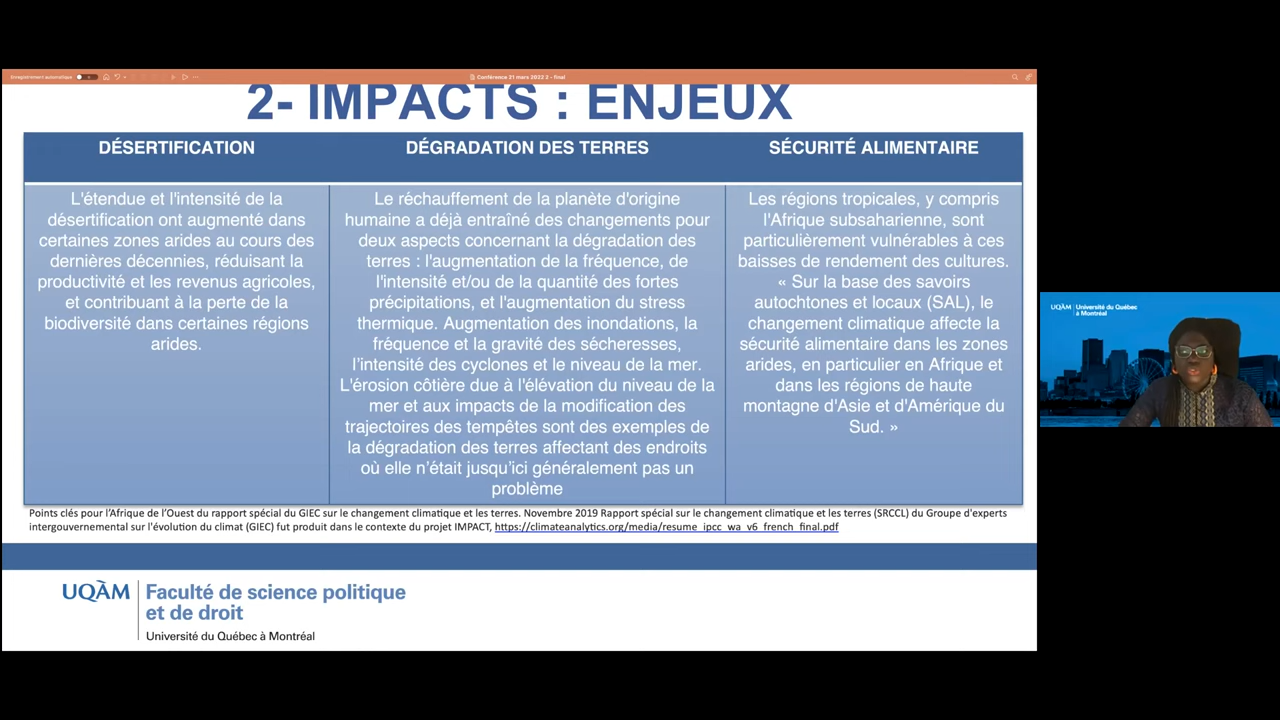 Enregistrement automatique
Conférence 21 mars 2022 2 - final
2- IMPACTS : ENJEUX
DÉSERTIFICATION
L'étendue et l'intensité de la
désertification ont augmenté dans
certaines zones arides au cours des
dernières décennies, réduisant la
productivité et les revenus agricoles,
et contribuant à la perte de la
biodiversité dans certaines régions
arides.
DÉGRADATION DES TERRES
Le réchauffement de la planète d'origine
humaine a déjà entraîné des changements pour
deux aspects concernant la dégradation des
terres : l'augmentation de la fréquence, de
l'intensité et/ou de la quantité des fortes
précipitations, et l'augmentation du stress
thermique. Augmentation des inondations, la
fréquence et la gravité des sécheresses,
l'intensité des cyclones et le niveau de la mer.
L'érosion côtière due à l'élévation du niveau de la
mer et aux impacts de la modification des
trajectoires des tempêtes sont des exemples de
la dégradation des terres affectant des endroits
où elle n'était jusqu'ici généralement pas un
problème
SÉCURITÉ ALIMENTAIRE
Les régions tropicales, y compris
l'Afrique subsaharienne, sont
particulièrement vulnérables à ces
baisses de rendement des cultures.
« Sur la base des savoirs
autochtones et locaux (SAL), le
changement climatique affecte la
sécurité alimentaire dans les zones
arides, en particulier en Afrique et
dans les régions de haute
montagne d'Asie et d'Amérique du
Sud. »
Points clés pour l'Afrique de l'Ouest du rapport spécial du GIEC sur le changement climatique et les terres. Novembre 2019 Rapport spécial sur le changement climatique et les terres (SRCCL) du Groupe d'experts
intergouvernemental sur l'évolution du climat (GIEC) fut produit dans le contexte du projet IMPACT, https://climateanalytics.org/media/resume_ipcc_wa_v6_french_final.pdf
UQÀM
Faculté de science politique
et de droit
Université du Québec à Montréal
UQÀM
Université du Québec
à Montréal